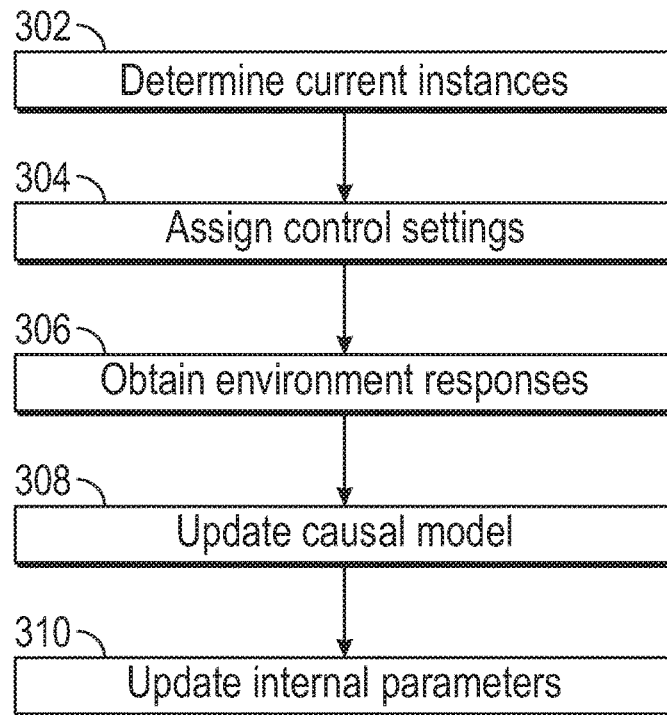 302
Determine current instances
304
Assign control settings
306
Obtain environment responses
308
Update causal model
310
Update internal parameters